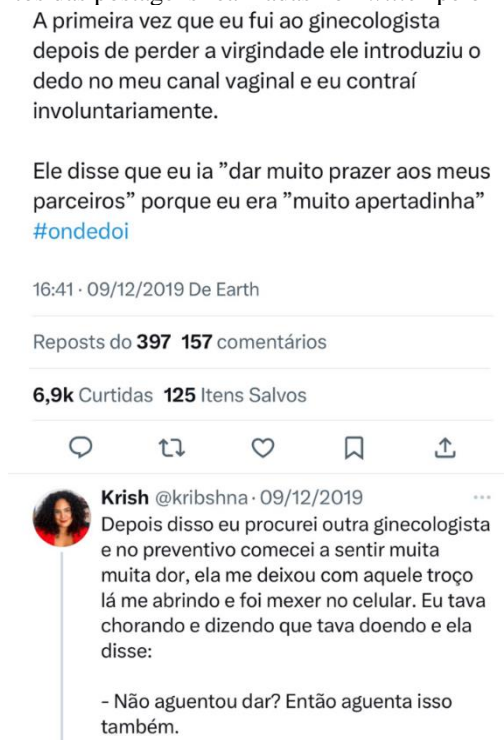 A primeira vez que eu fui ao ginecologista
depois de perder a virgindade ele introduziu o
dedo no meu canal vaginal e eu contraí
involuntariamente.
Ele disse que eu ia ”dar muito prazer aos meus
parceiros” porque eu era ”muito apertadinha”
#ondedoi
16:41 · 09/12/2019 De Earth
Reposts do 397 157 comentários
6,9k Curtidas 125 Itens Salvos
Krish @kribshna · 09/12/2019
Depois disso eu procurei outra ginecologista
e no preventivo comecei a sentir muita
muita dor, ela me deixou com aquele troço
lá me abrindo e foi mexer no celular. Eu tava
chorando e dizendo que tava doendo e ela
disse:
- Não aguentou dar? Então aguenta isso
também.